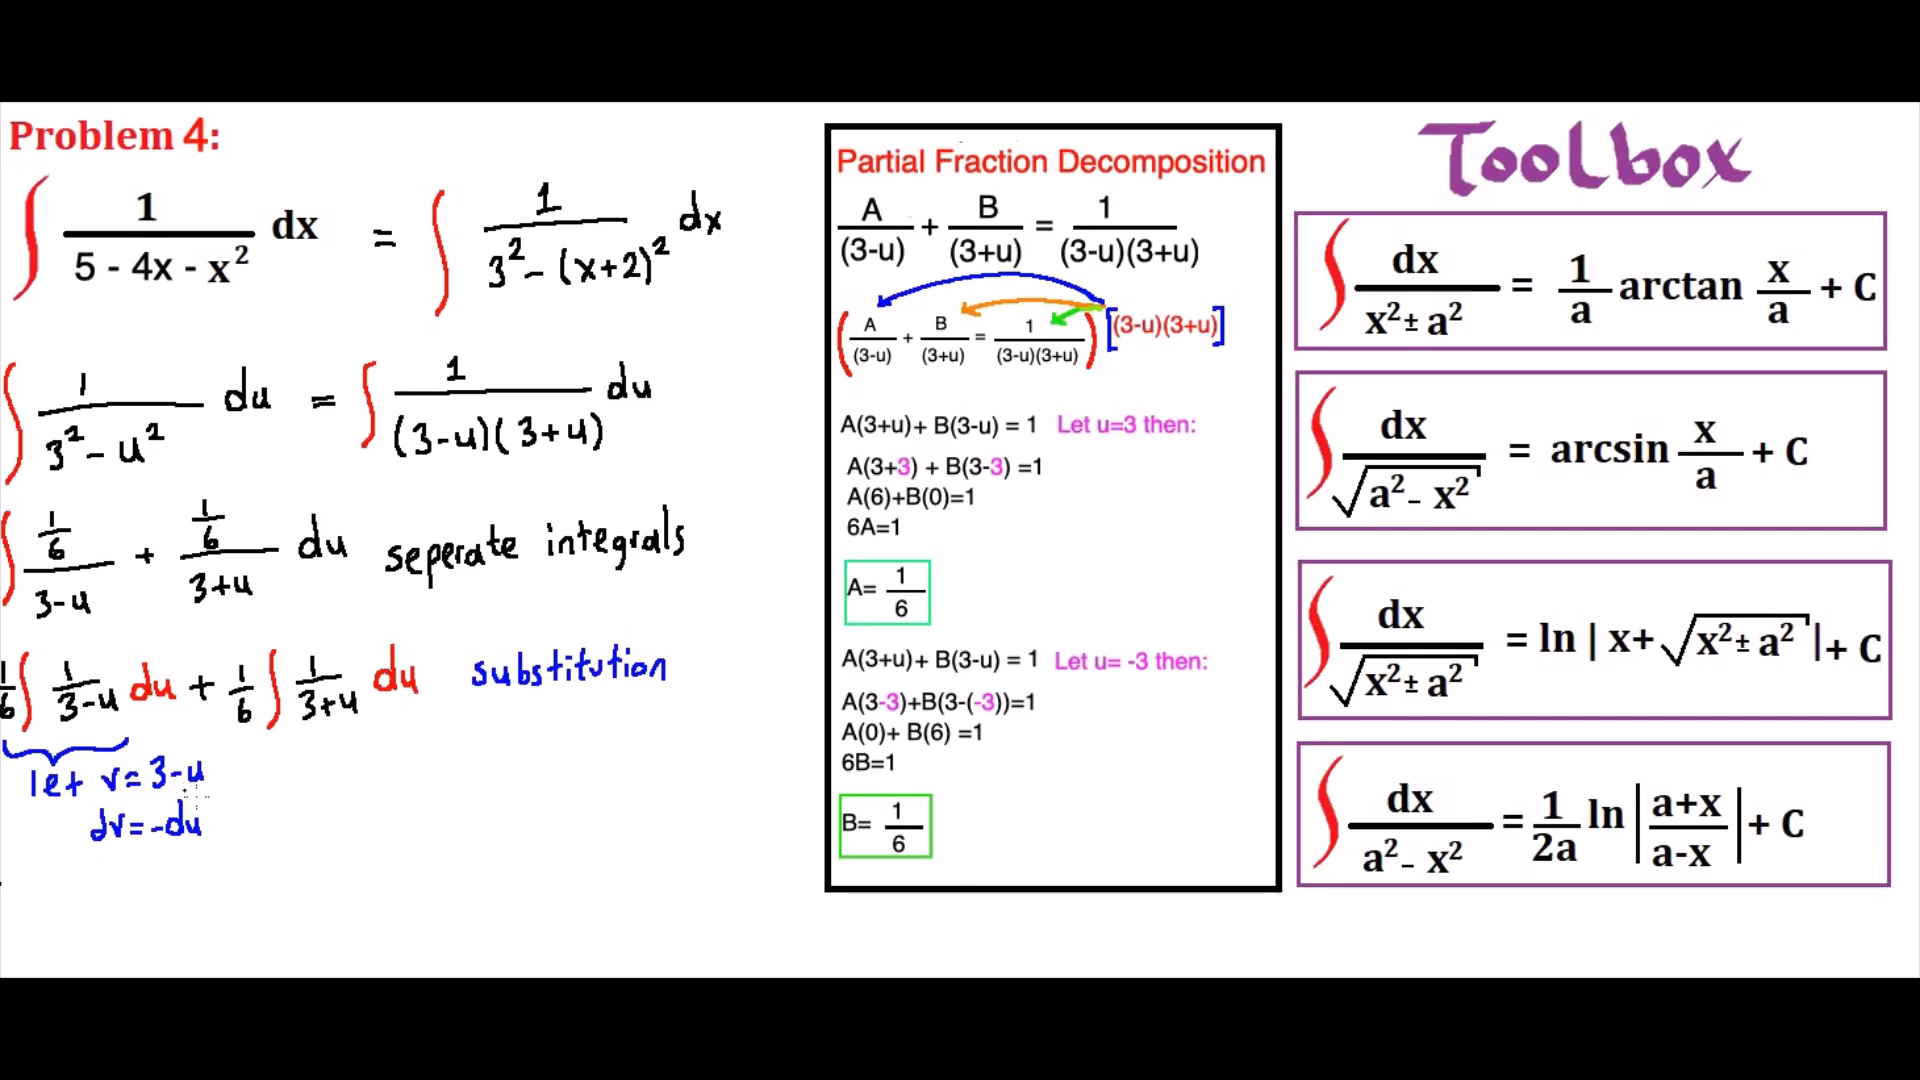 Problem 4:
∫ 1/(5 - 4x - x²) dx = ∫ 1/(3² - (x+2)²) dx
∫ 1/(3² - u²) du = ∫ 1/((3-u)(3+u)) du
∫ (1/6)/(3-u) + (1/6)/(3+u) du seperate integrals
1/6 ∫ 1/(3-u) du + 1/6 ∫ 1/(3+u) du substitution
let v = 3-u
dv = -du
Partial Fraction Decomposition
A/(3-u) + B/(3+u) = 1/((3-u)(3+u))
( A/(3-u) + B/(3+u) = 1/((3-u)(3+u)) ) [(3-u)(3+u)]
A(3+u)+ B(3-u) = 1 Let u=3 then:
A(3+3) + B(3-3) =1
A(6)+B(0)=1
6A=1
A= 1/6
A(3+u)+ B(3-u) = 1 Let u= -3 then:
A(3-3)+B(3-(-3))=1
A(0)+ B(6) =1
6B=1
B= 1/6
Toolbox
∫ dx/(x² ± a²) = 1/a arctan x/a + C
∫ dx/√(a² - x²) = arcsin x/a + C
∫ dx/√(x² ± a²) = ln | x+ √(x² ± a²) | + C
∫ dx/(a² - x²) = 1/2a ln | (a+x)/(a-x) | + C